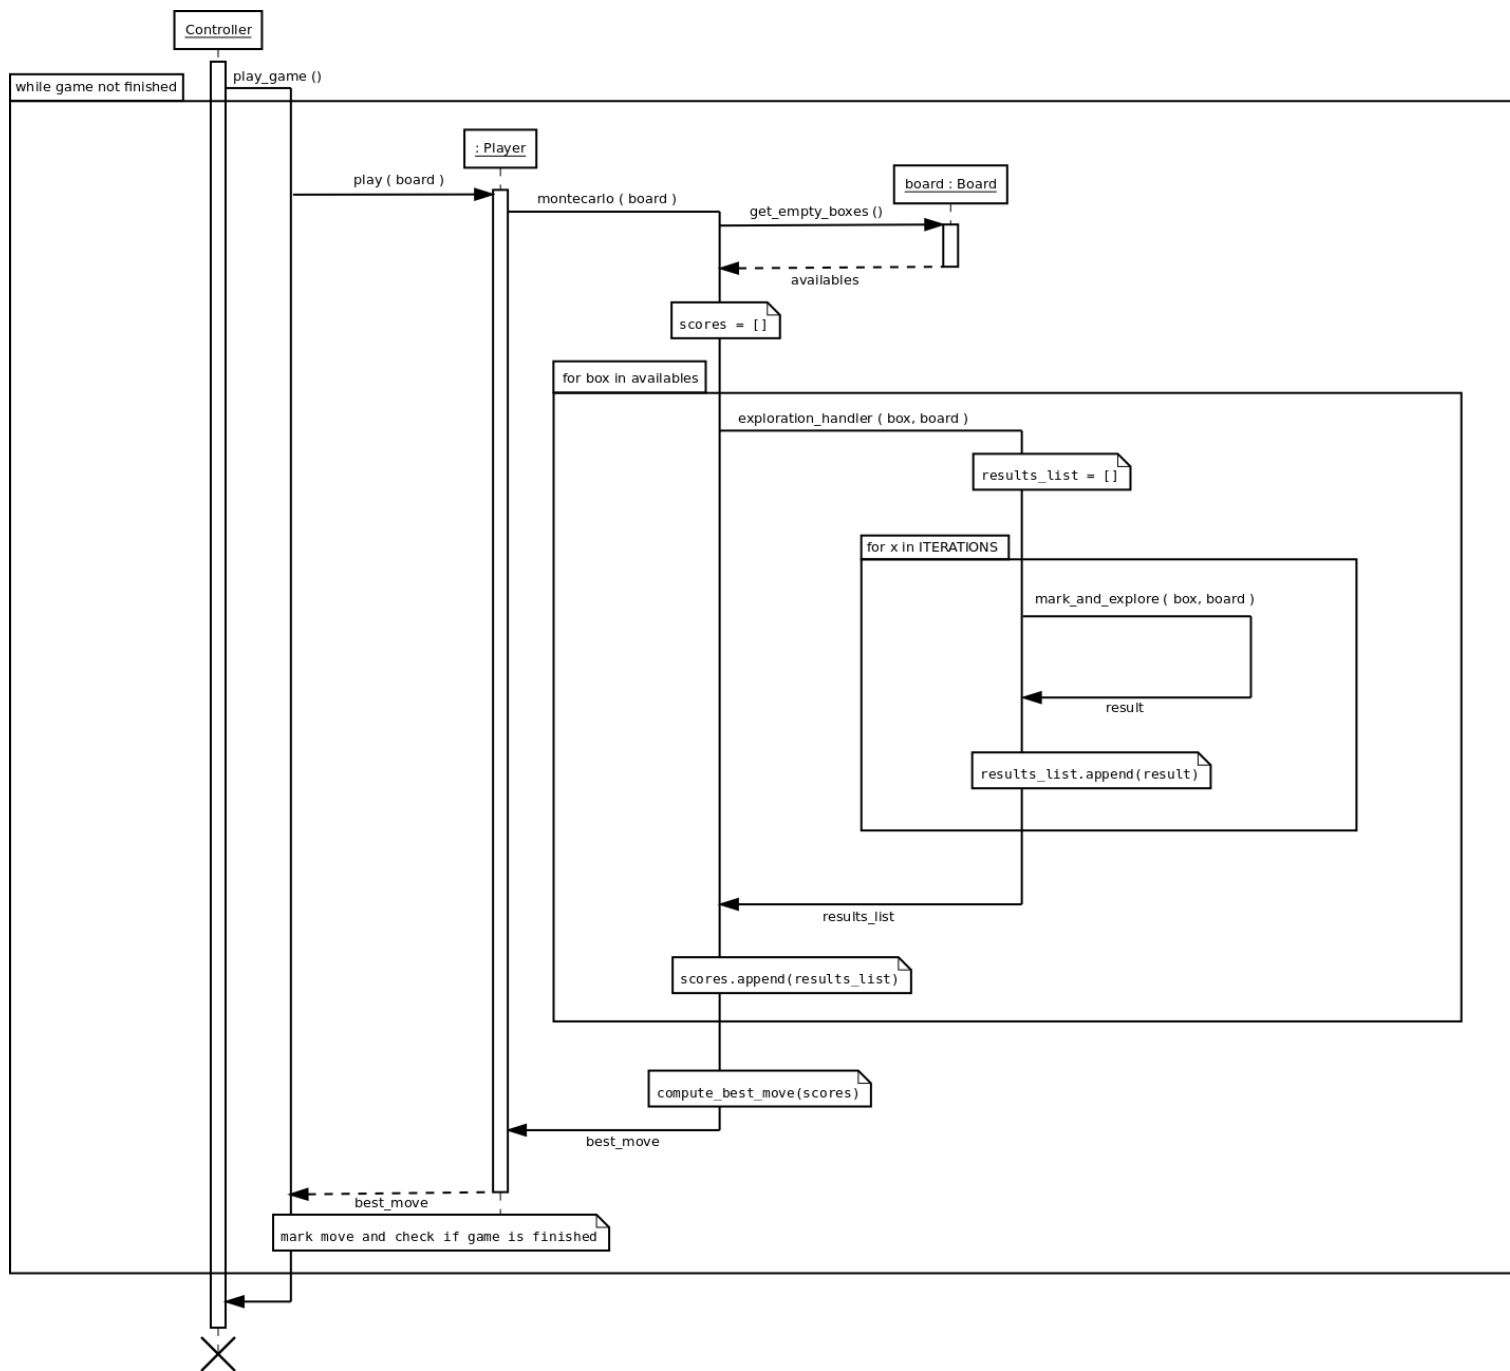 Controller
play_game ()
while game not finished
: Player
play ( board )
board : Board
montecarlo ( board )
get_empty_boxes ()
availables
scores = []
for box in availables
exploration_handler ( box, board )
results_list = []
for x in ITERATIONS
mark_and_explore ( box, board )
result
results_list.append(result)
results_list
scores.append(results_list)
compute_best_move(scores)
best_move
best_move
mark move and check if game is finished